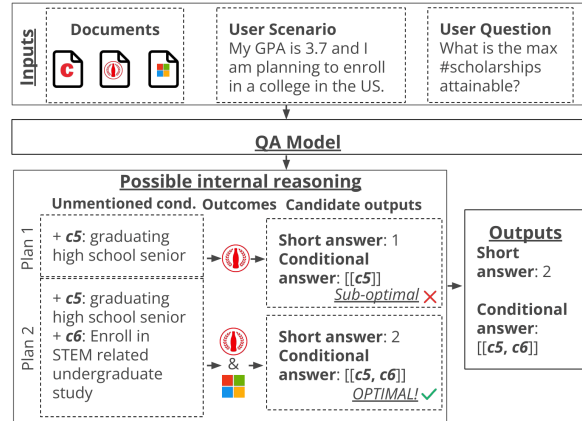 Inputs
Documents
C
User Scenario
My GPA is 3.7 and I
am planning to enroll
in a college in the US.
User Question
What is the max
#scholarships
attainable?
QA Model
Possible internal reasoning
Unmentioned cond. Outcomes Candidate outputs
Plan 1
+ c5: graduating
high school senior
Short answer: 1
Conditional
answer: [[c5]]
Sub-optimal
Plan 2
+ c5: graduating
high school senior
+ c6: Enroll in
STEM related
undergraduate
study
&
Short answer: 2
Conditional
answer: [[c5, c6]]
OPTIMAL!
Outputs
Short
answer: 2
Conditional
answer:
[[c5, c6]]